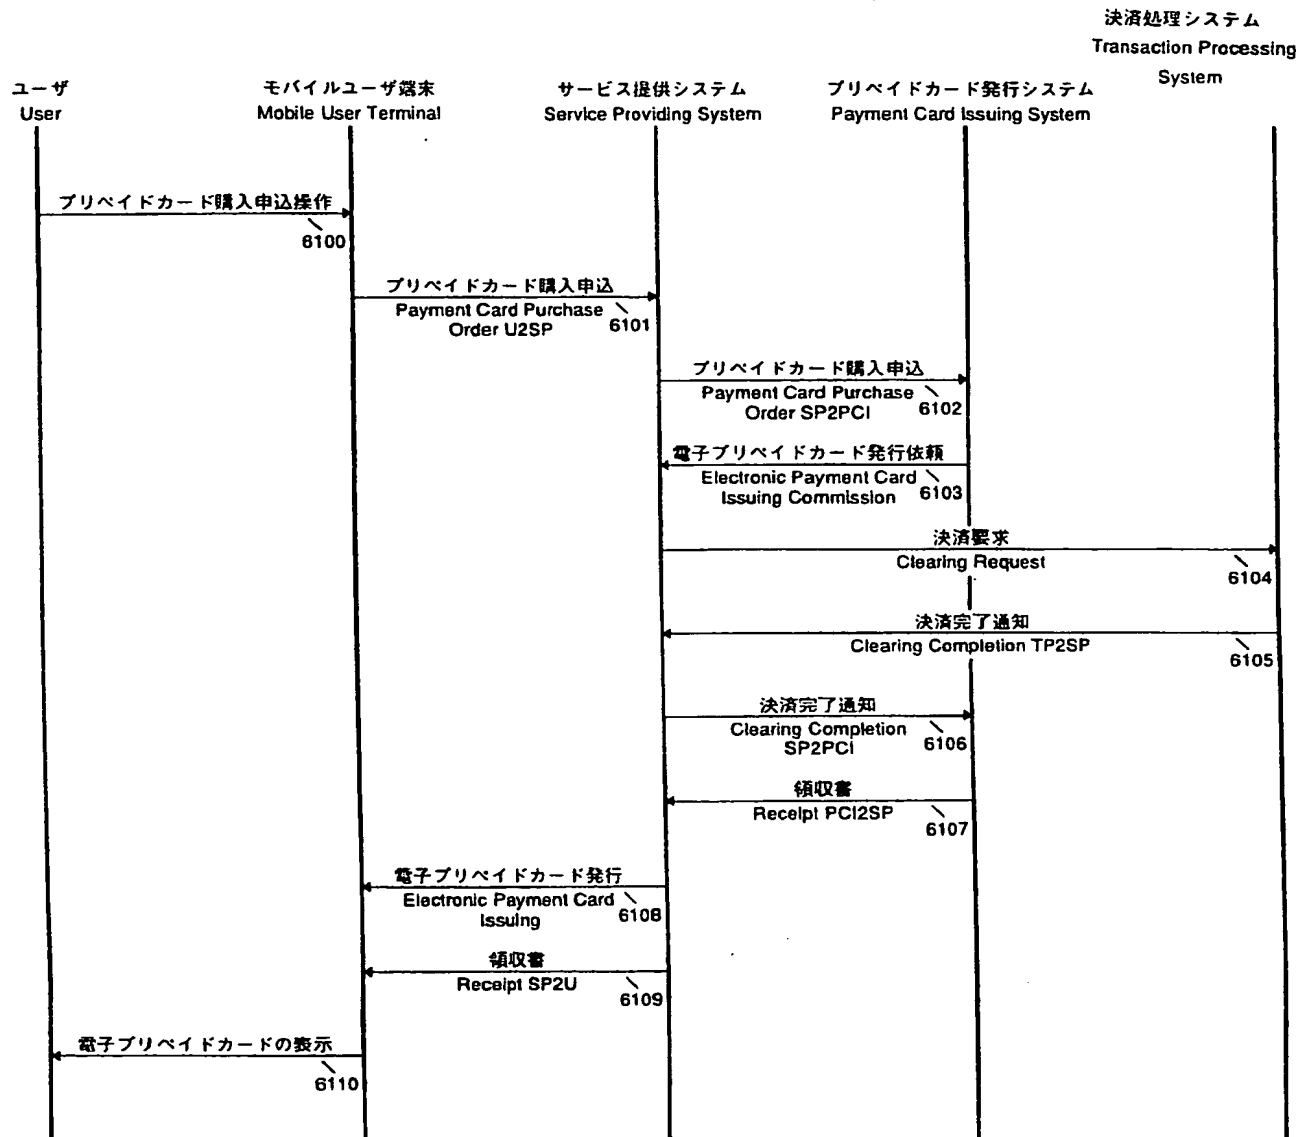 決済処理システム
Transaction Processing
System
ユーザ
User
モバイルユーザ端末
Mobile User Terminal
サービス提供システム
Service Providing System
プリペイドカード発行システム
Payment Card Issuing System
プリペイドカード購入申込操作
6100
プリペイドカード購入申込
Payment Card Purchase
Order U2SP
6101
プリペイドカード購入申込
Payment Card Purchase
Order SP2PCI
6102
電子プリペイドカード発行依頼
Electronic Payment Card
Issuing Commission
6103
決済要求
Clearing Request
6104
決済完了通知
Clearing Completion TP2SP
6105
決済完了通知
Clearing Completion
SP2PCI
6106
領収書
Receipt PCI2SP
6107
電子プリペイドカード発行
Electronic Payment Card
Issuing
6108
領収書
Receipt SP2U
6109
電子プリペイドカードの表示
6110